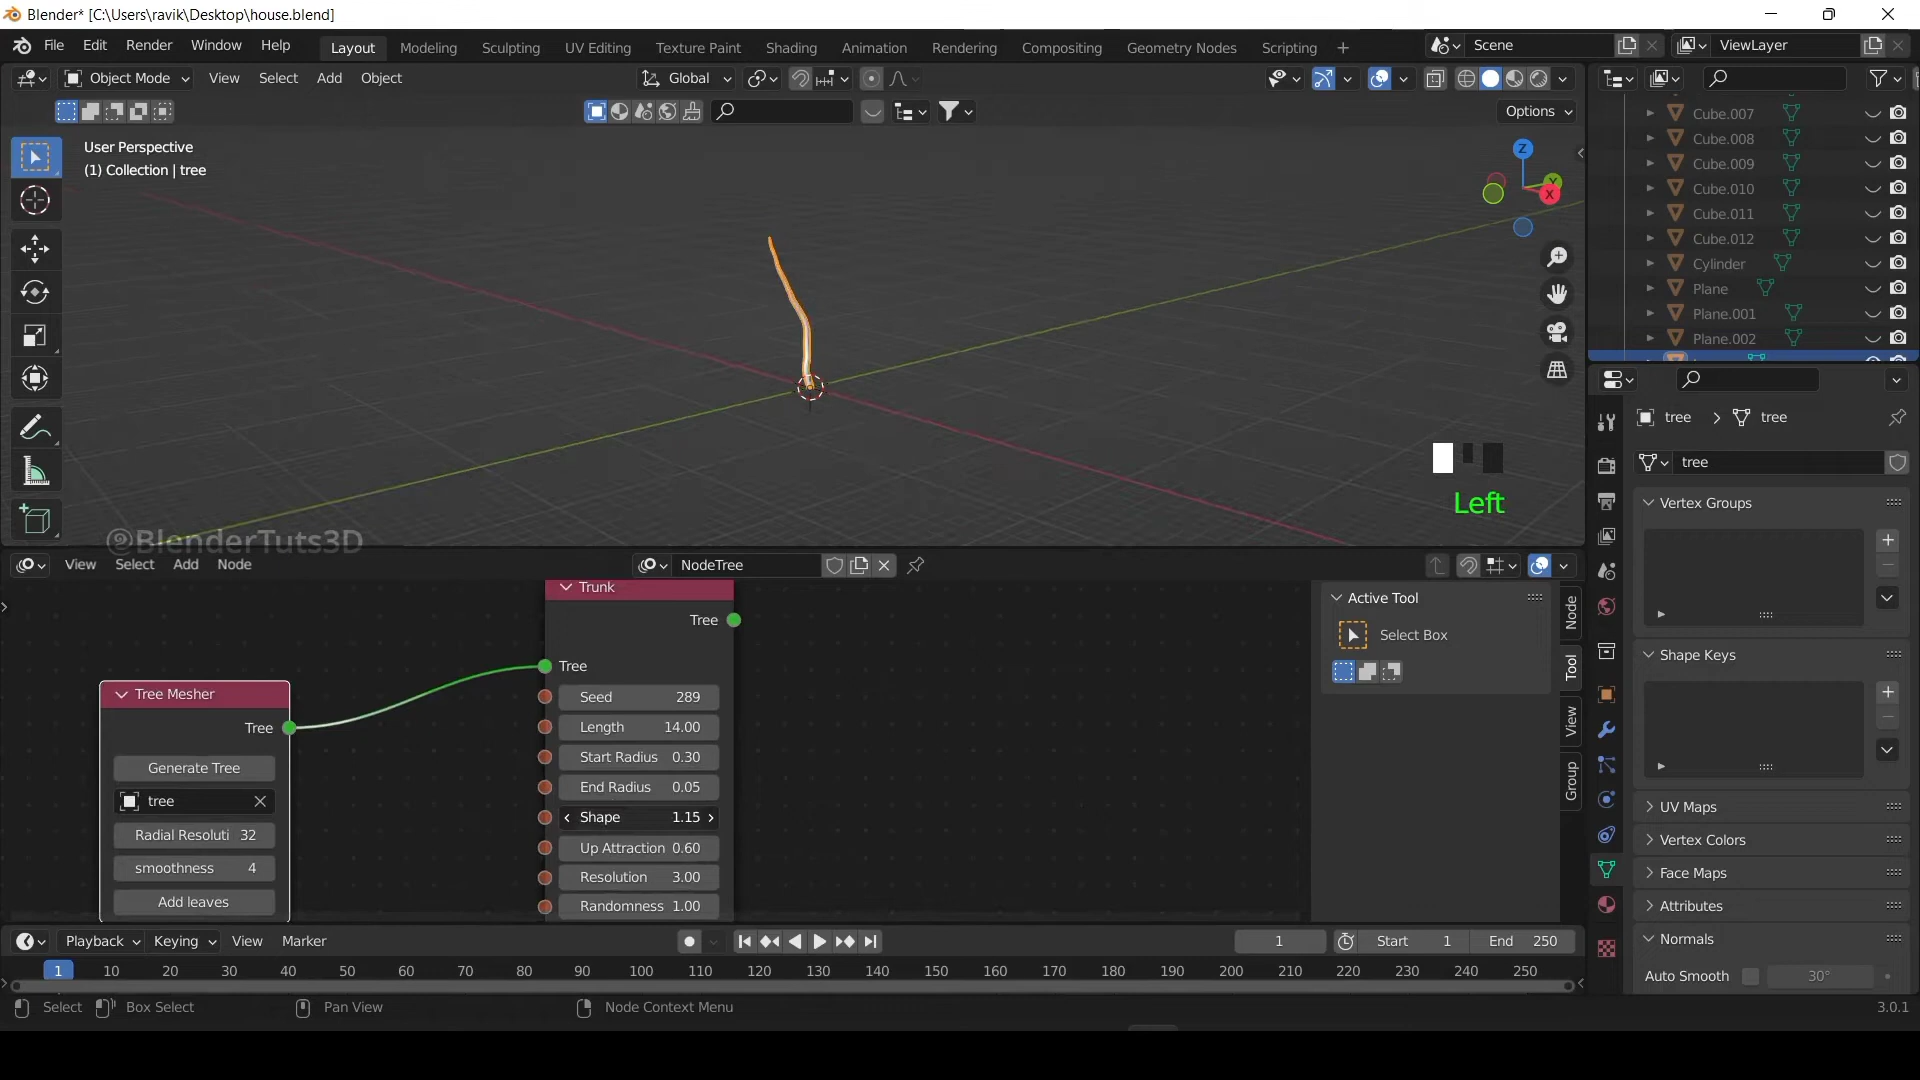 Blender* [C:\Users\ravik\Desktop\house.blend]
File Edit Render Window Help Layout Modeling Sculpting UV Editing Texture Paint Shading Animation Rendering Compositing Geometry Nodes Scripting + Scene ViewLayer
Object Mode View Select Add Object Global
Options
User Perspective
(1) Collection | tree
Z
Y
X
Left
@BlenderTuts3D
Cube.007
Cube.008
Cube.009
Cube.010
Cube.011
Cube.012
Cylinder
Plane
Plane.001
Plane.002
tree > tree
tree
Vertex Groups
Shape Keys
UV Maps
Vertex Colors
Face Maps
Attributes
Normals
Auto Smooth 30°
View Select Add Node NodeTree
Trunk
Tree
Tree
Seed 289
Length 14.00
Start Radius 0.30
End Radius 0.05
Shape 1.15
Up Attraction 0.60
Resolution 3.00
Randomness 1.00
Tree Mesher
Tree
Generate Tree
tree
Radial Resoluti 32
smoothness 4
Add leaves
Active Tool
Select Box
Node
Tool
View
Group
Playback Keying View Marker 1 Start 1 End 250
1 10 20 30 40 50 60 70 80 90 100 110 120 130 140 150 160 170 180 190 200 210 220 230 240 250
Select Box Select Pan View Node Context Menu 3.0.1